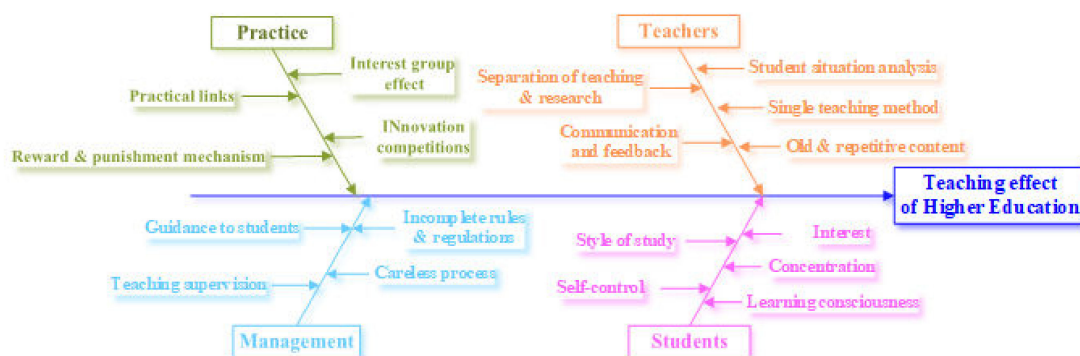 Practice
Interest group
effect
Practical links
INnovation
competitions
Reward & punishment mechanism
Teachers
Student situation analysis
Separation of teaching
& research
Single teaching method
Communication
and feedback
Old & repetitive content
Teaching effect
of Higher Education
Guidance to students
Incomplete rules
& regulations
Careless process
Teaching supervision
Management
Interest
Style of study
Concentration
Self-control
Learning consciousness
Students